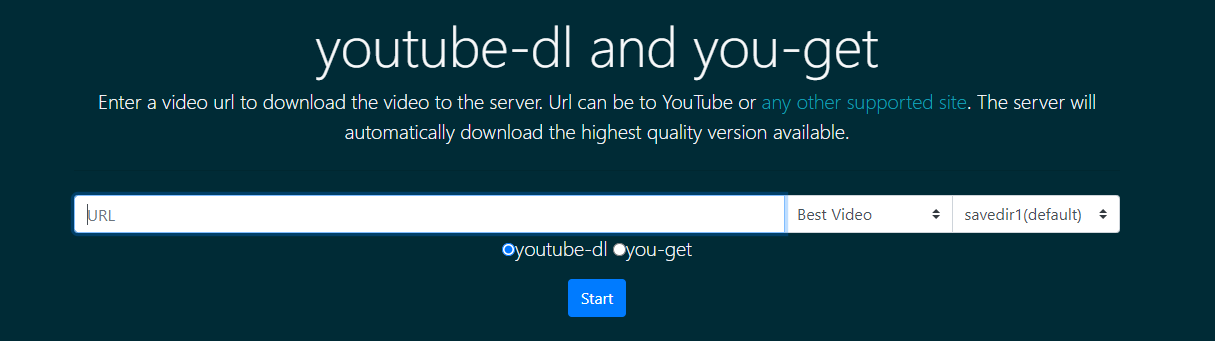 youtube-dl and you-get
Enter a video url to download the video to the server. Url can be to YouTube or any other supported site. The server will
automatically download the highest quality version available.
URL Best Video savedir1(default)
youtube-dl you-get
Start